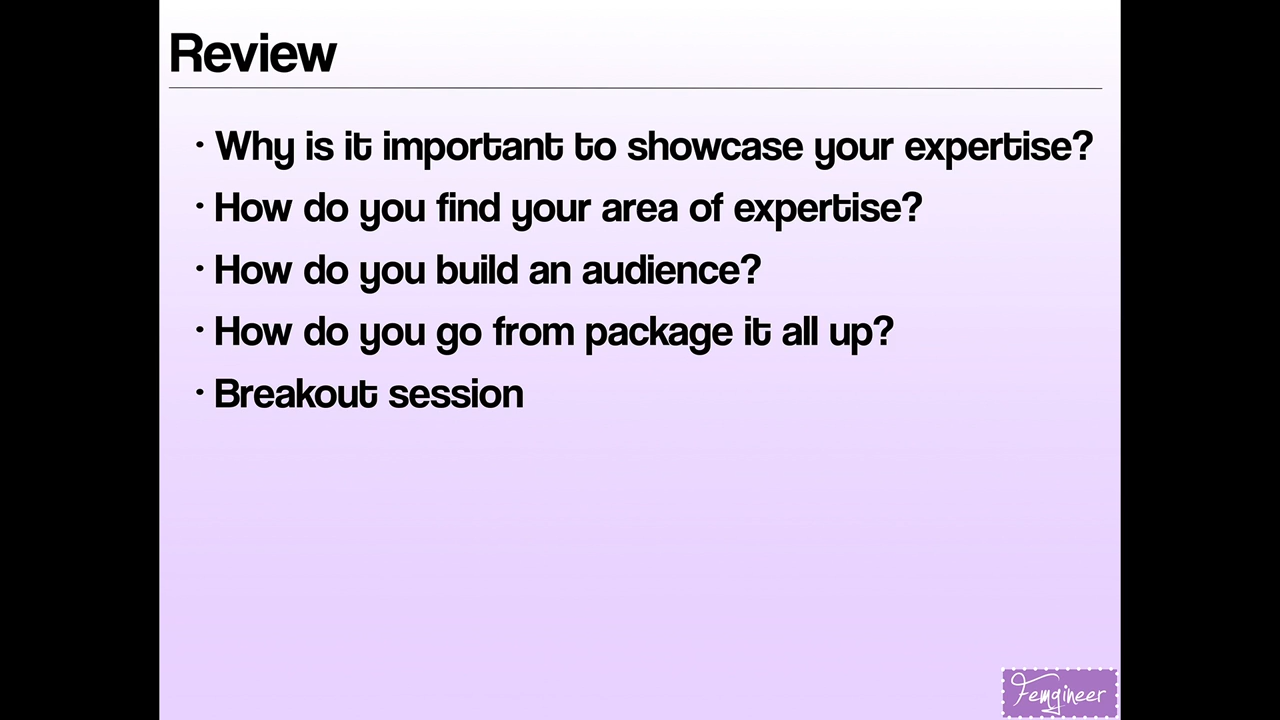 Review
· Why is it important to showcase your expertise?
· How do you find your area of expertise?
· How do you build an audience?
· How do you go from package it all up?
· Breakout session
Femgineer